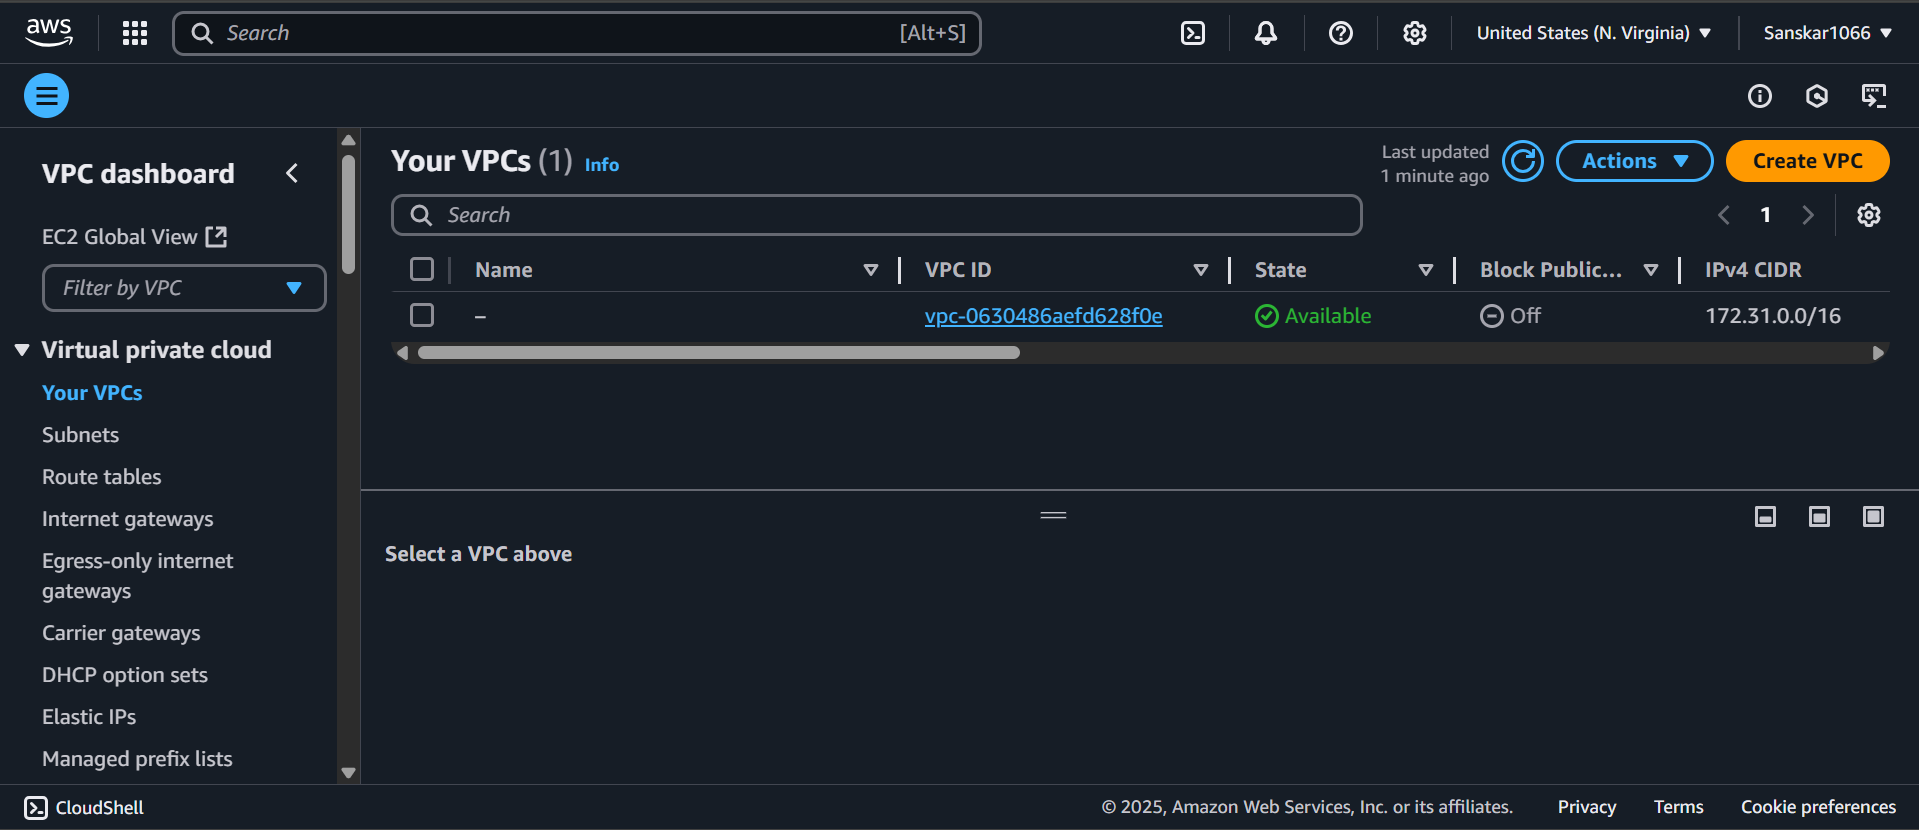 aws
Search [Alt+S]
United States (N. Virginia)
Sanskar1066
VPC dashboard
EC2 Global View
Filter by VPC
Virtual private cloud
Your VPCs
Subnets
Route tables
Internet gateways
Egress-only internet
gateways
Carrier gateways
DHCP option sets
Elastic IPs
Managed prefix lists
Your VPCs (1) Info
Last updated
1 minute ago
Actions
Create VPC
Search
1
Name VPC ID State Block Public... IPv4 CIDR
– vpc-0630486aefd628f0e Available Off 172.31.0.0/16
Select a VPC above
CloudShell
© 2025, Amazon Web Services, Inc. or its affiliates. Privacy Terms Cookie preferences